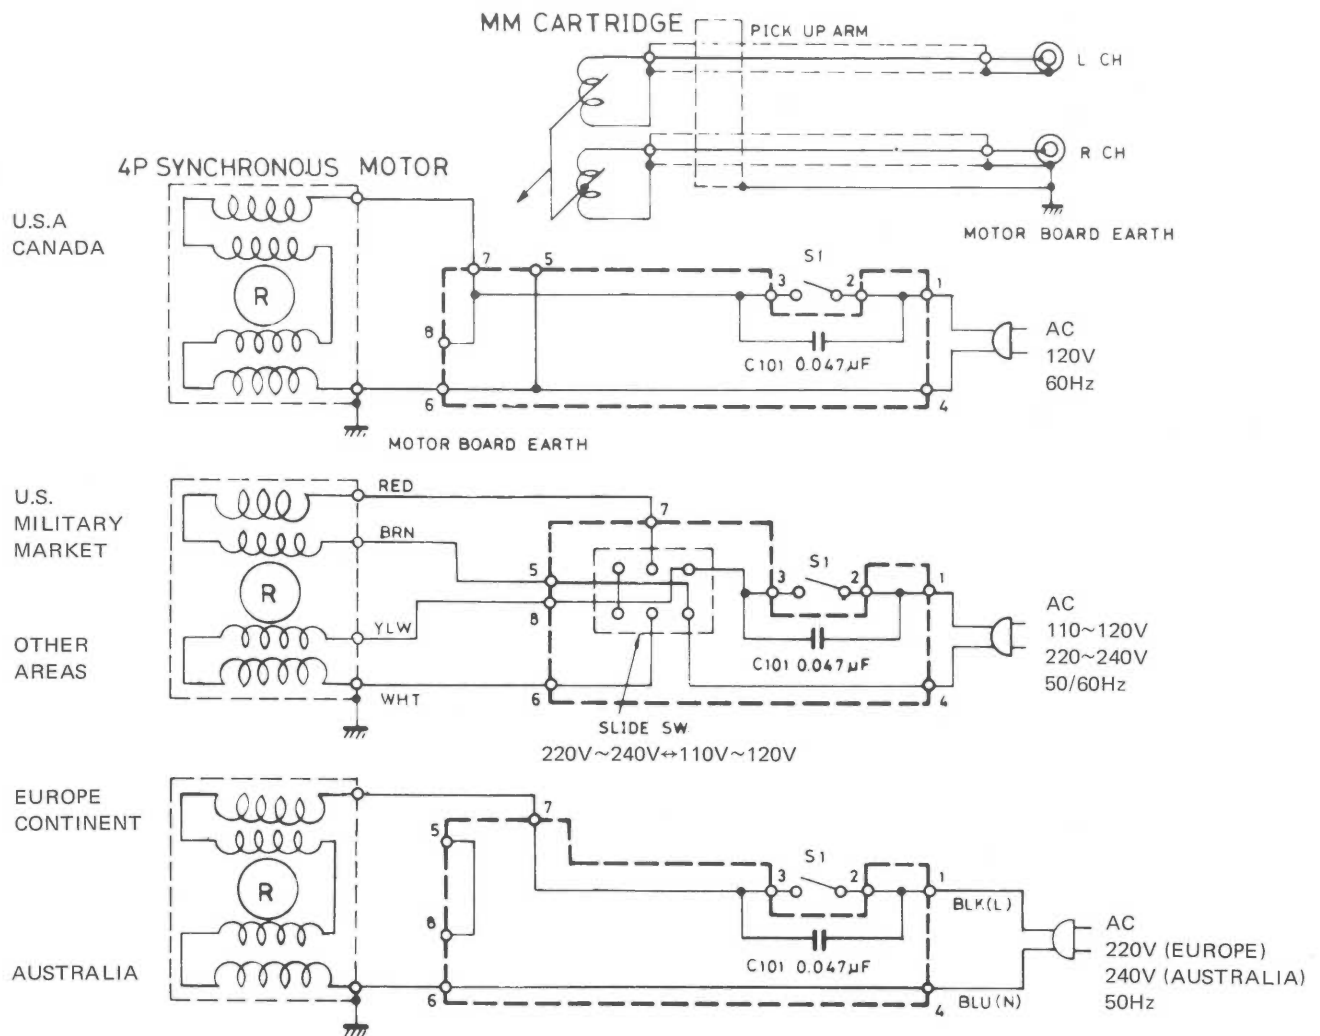 MM CARTRIDGE
PICK UP ARM
L CH
R CH
MOTOR BOARD EARTH
4P SYNCHRONOUS MOTOR
U.S.A
CANADA
R
7
5
3
S1
2
1
8
C101 0.047µF
6
4
AC
120V
60Hz
MOTOR BOARD EARTH
U.S.
MILITARY
MARKET
OTHER
AREAS
R
RED
BRN
YLW
WHT
7
5
8
6
3
S1
2
1
C101 0.047µF
4
AC
110~120V
220~240V
50/60Hz
SLIDE SW
220V~240V↔110V~120V
EUROPE
CONTINENT
AUSTRALIA
R
7
5
8
6
3
S1
2
1
C101 0.047µF
4
BLK(L)
BLU(N)
AC
220V (EUROPE)
240V (AUSTRALIA)
50Hz